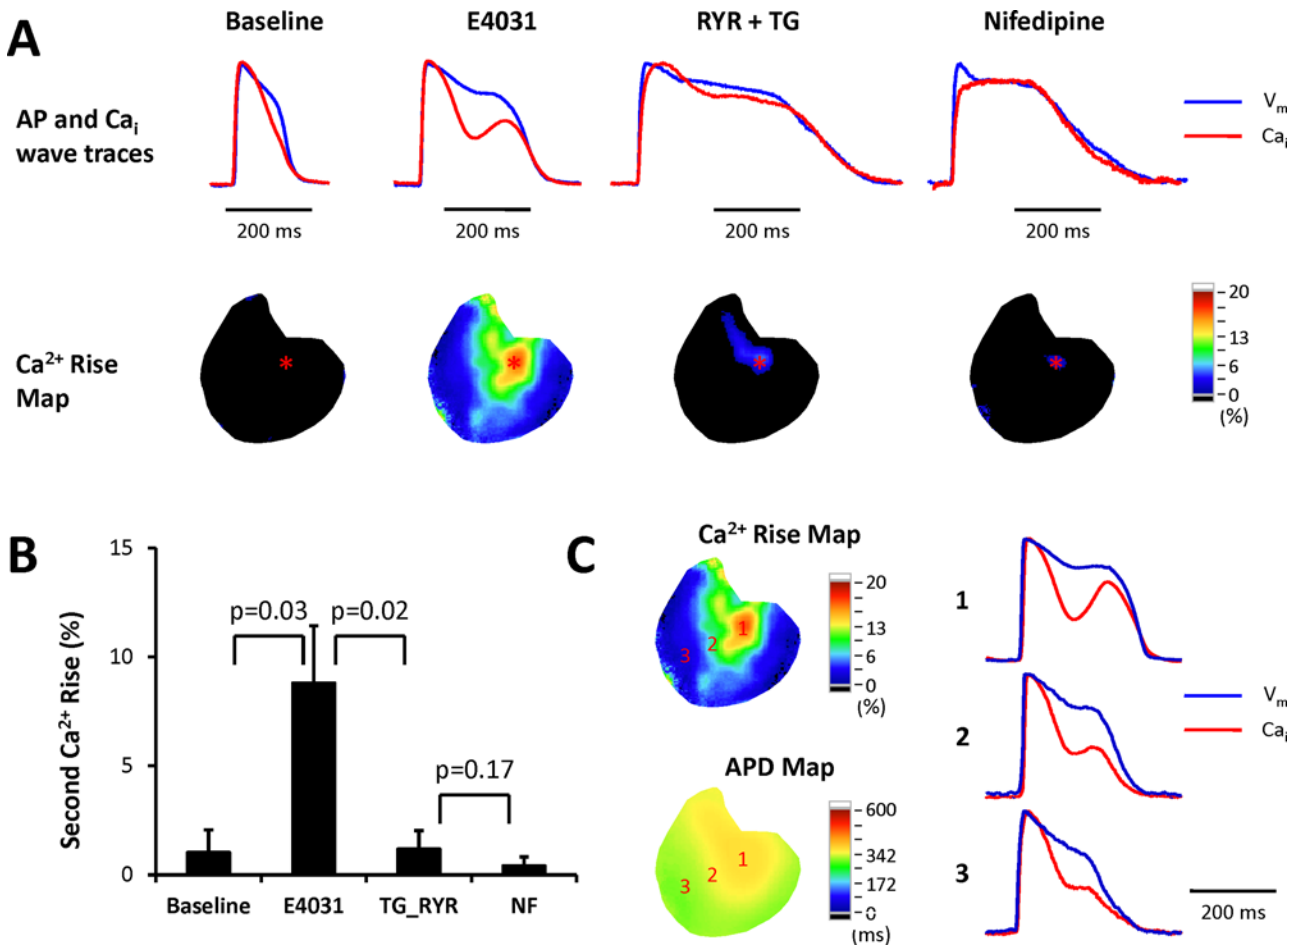 A
Baseline E4031 RYR + TG Nifedipine
AP and Caᵢ
wave traces
Vₘ
Caᵢ
200 ms 200 ms 200 ms 200 ms
Ca²⁺ Rise
Map
* * * *
20
13
6
0
(%)
B
Second Ca²⁺ Rise (%)
15
10
5
0
p=0.03
p=0.02
p=0.17
Baseline E4031 TG_RYR NF
C
Ca²⁺ Rise Map
1
2
3
20
13
6
0
(%)
APD Map
1
2
3
600
342
172
0
(ms)
1
2
3
Vₘ
Caᵢ
200 ms